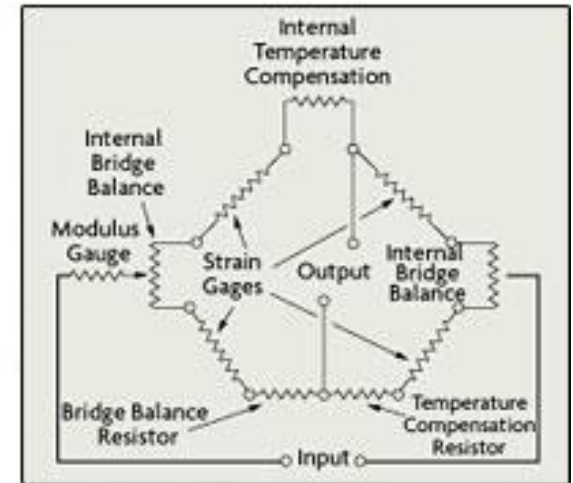 Internal
Temperature
Compensation
Internal
Bridge
Balance
Modulus
Gauge
Strain
Gages
Output
Internal
Bridge
Balance
Bridge Balance
Resistor
Temperature
Compensation
Resistor
Input